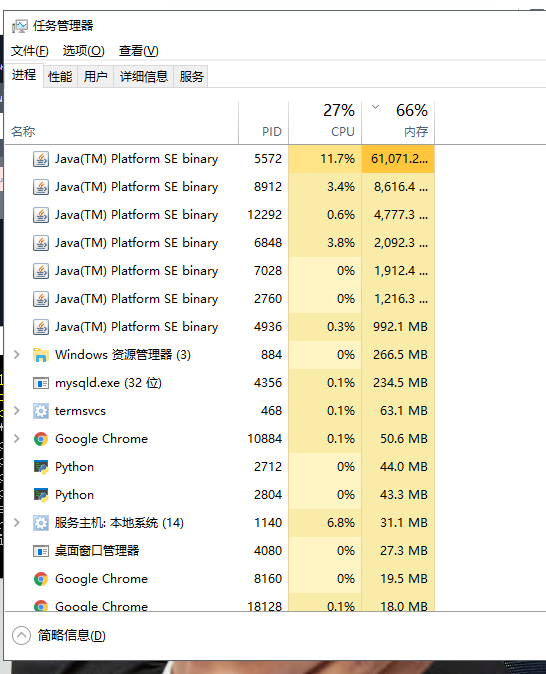 任务管理器
文件(F) 选项(O) 查看(V)
进程 性能 用户 详细信息 服务
27% 66%
名称 PID CPU 内存
Java(TM) Platform SE binary 5572 11.7% 61,071.2...
Java(TM) Platform SE binary 8912 3.4% 8,616.4 ...
Java(TM) Platform SE binary 12292 0.6% 4,777.3 ...
Java(TM) Platform SE binary 6848 3.8% 2,092.3 ...
Java(TM) Platform SE binary 7028 0% 1,912.4 ...
Java(TM) Platform SE binary 2760 0% 1,216.3 ...
Java(TM) Platform SE binary 4936 0.3% 992.1 MB
Windows 资源管理器 (3) 884 0% 266.5 MB
mysqld.exe (32 位) 4356 0.1% 234.5 MB
termsvcs 468 0.1% 63.1 MB
Google Chrome 10884 0.1% 50.6 MB
Python 2712 0% 44.0 MB
Python 2804 0% 43.3 MB
服务主机: 本地系统 (14) 1140 6.8% 31.1 MB
桌面窗口管理器 4080 0% 27.3 MB
Google Chrome 8160 0% 19.5 MB
Google Chrome 18128 0.1% 18.0 MB
简略信息(D)